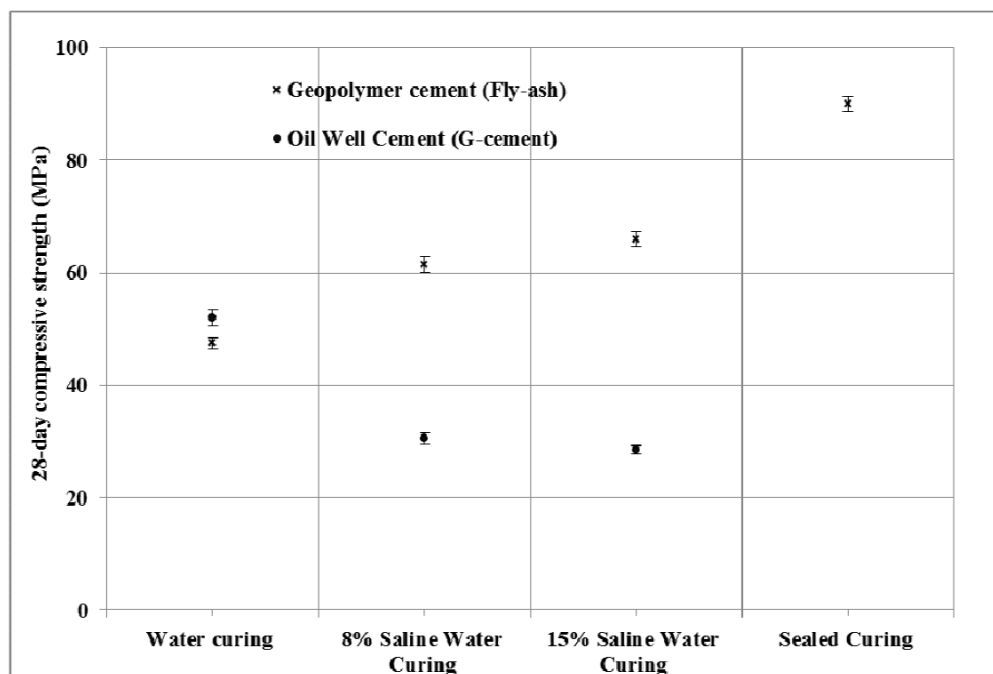 100
80
60
40
20
0
28-day compressive strength (MPa)
Geopolymer cement (Fly-ash)
Oil Well Cement (G-cement)
Water curing
8% Saline Water
Curing
15% Saline Water
Curing
Sealed Curing